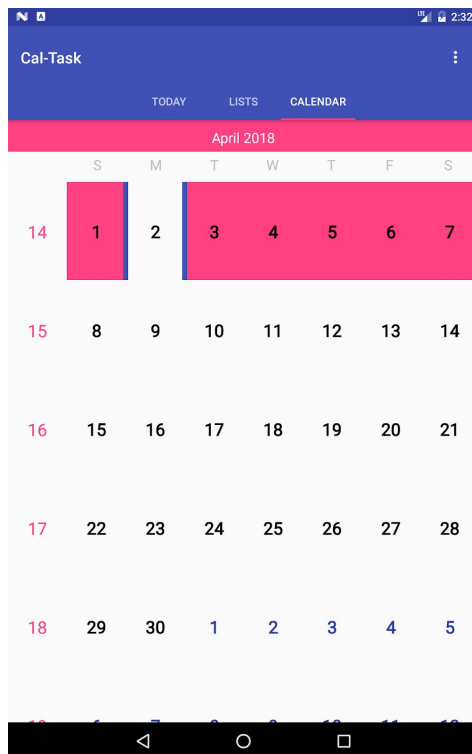 LTE 2:32
Cal-Task
TODAY LISTS CALENDAR
April 2018
S M T W T F S
14 1 2 3 4 5 6 7
15 8 9 10 11 12 13 14
16 15 16 17 18 19 20 21
17 22 23 24 25 26 27 28
18 29 30 1 2 3 4 5